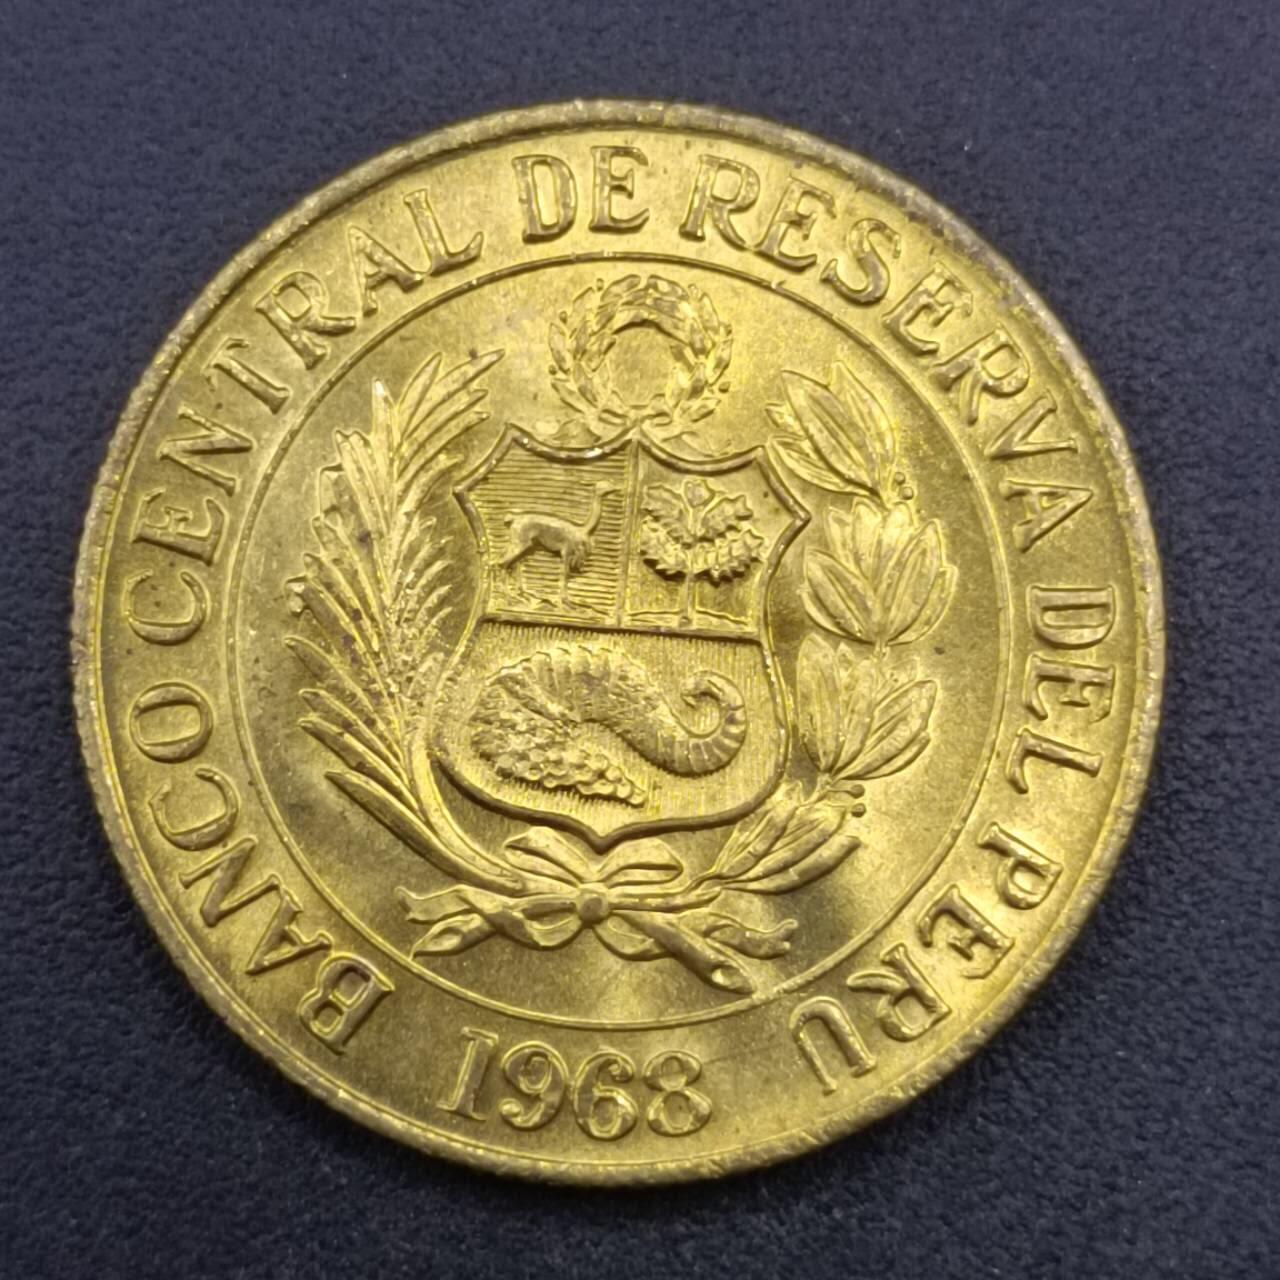 BANCO CENTRAL DE RESERVA DEL PERU
1968